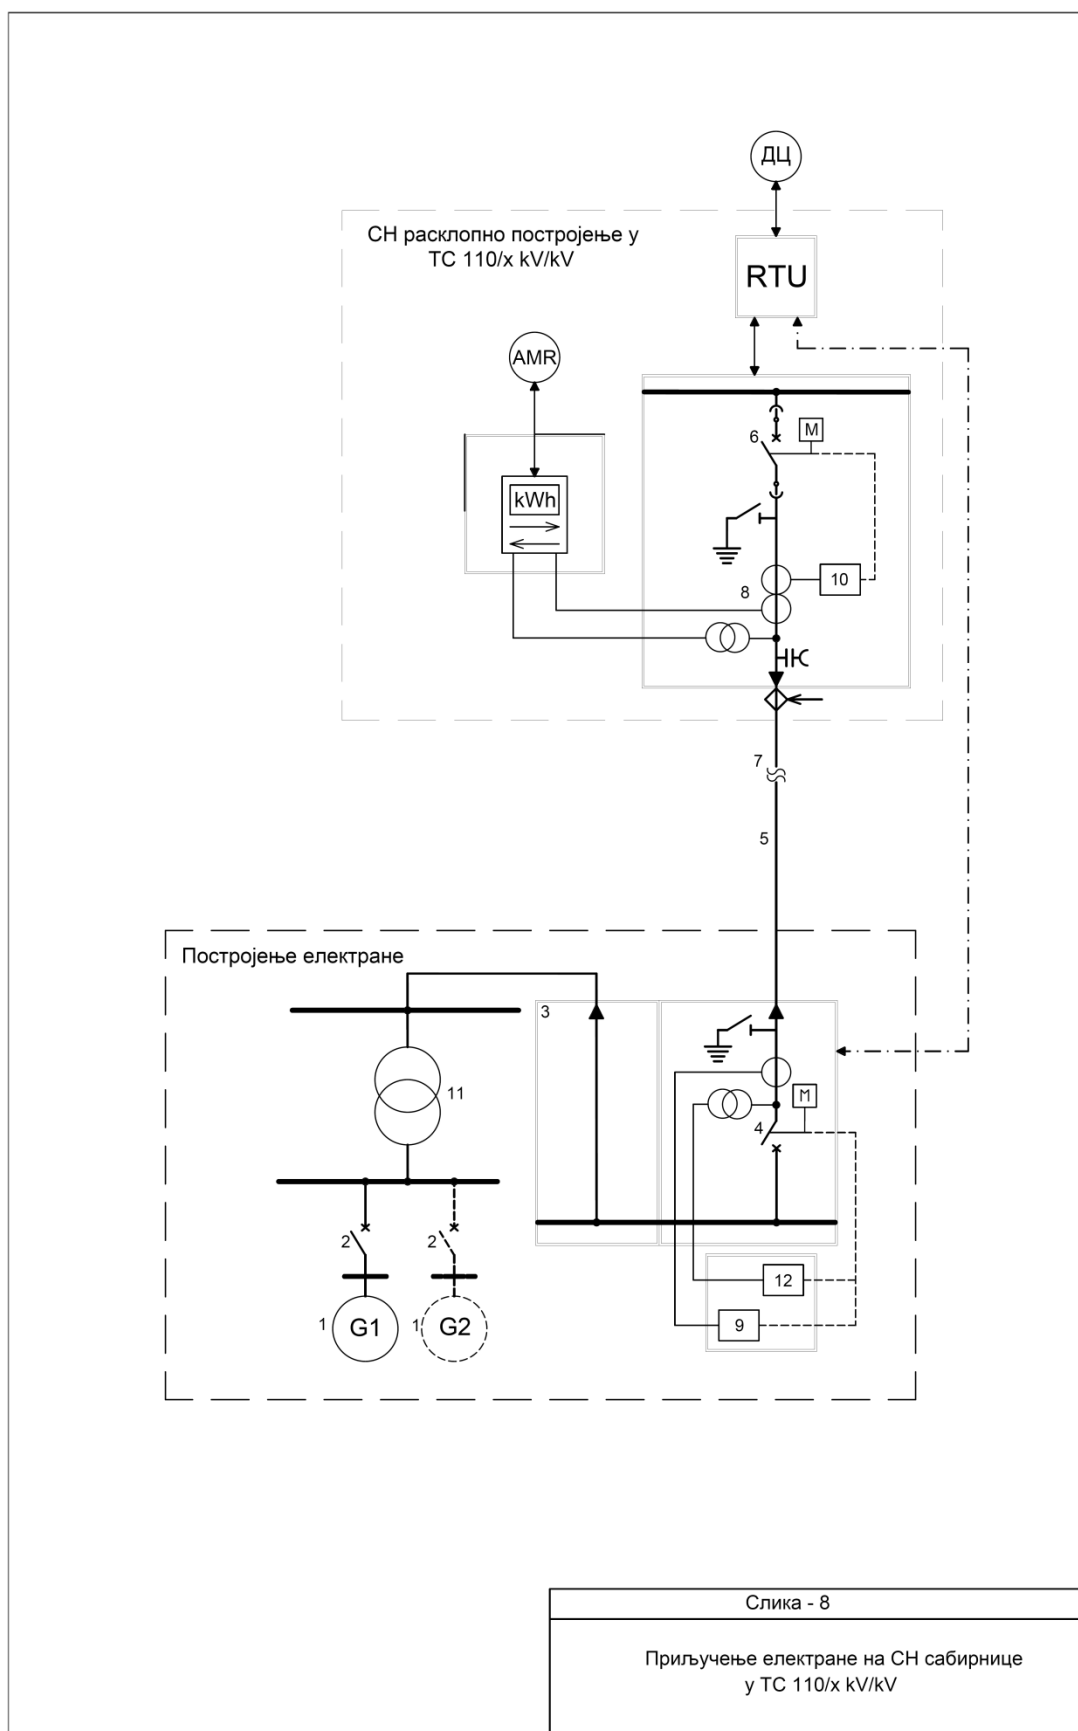 ДЦ
СН расклопно постројење у
ТС 110/x kV/kV
RTU
AMR
6
M
kWh
10
8
7
5
Постројење електране
3
11
M
4
2
2
12
1
G1
1
G2
9
Слика - 8
Прикључење електране на СН сабирнице
у ТС 110/x kV/kV